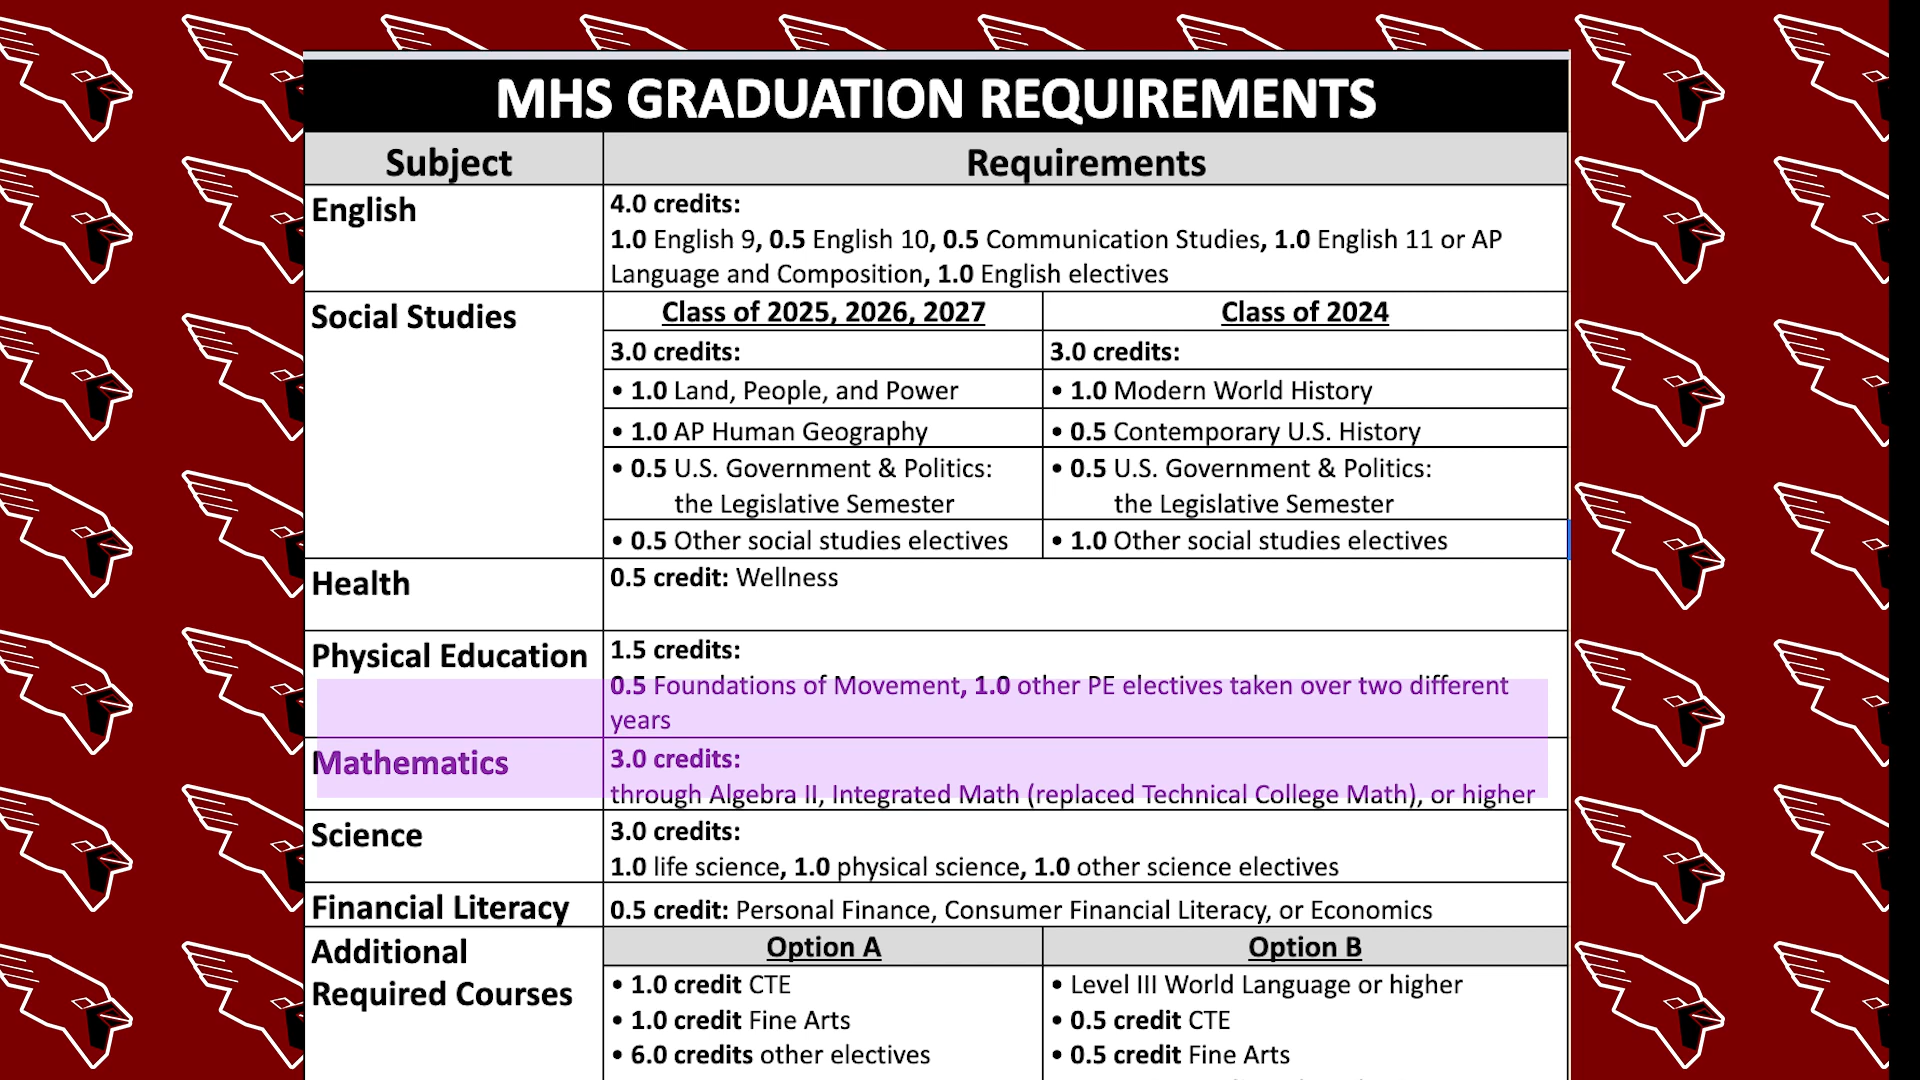 MHS GRADUATION REQUIREMENTS
Subject
Requirements
English
4.0 credits:
1.0 English 9, 0.5 English 10, 0.5 Communication Studies, 1.0 English 11 or AP
Language and Composition, 1.0 English electives
Social Studies
Class of 2025, 2026, 2027
Class of 2024
3.0 credits:
3.0 credits:
• 1.0 Land, People, and Power
• 1.0 Modern World History
• 1.0 AP Human Geography
• 0.5 Contemporary U.S. History
• 0.5 U.S. Government & Politics:
the Legislative Semester
• 0.5 U.S. Government & Politics:
the Legislative Semester
• 0.5 Other social studies electives
• 1.0 Other social studies electives
Health
0.5 credit: Wellness
Physical Education
1.5 credits:
0.5 Foundations of Movement, 1.0 other PE electives taken over two different
years
Mathematics
3.0 credits:
through Algebra II, Integrated Math (replaced Technical College Math), or higher
Science
3.0 credits:
1.0 life science, 1.0 physical science, 1.0 other science electives
Financial Literacy
0.5 credit: Personal Finance, Consumer Financial Literacy, or Economics
Additional
Required Courses
Option A
Option B
• 1.0 credit CTE
• Level III World Language or higher
• 1.0 credit Fine Arts
• 0.5 credit CTE
• 6.0 credits other electives
• 0.5 credit Fine Arts